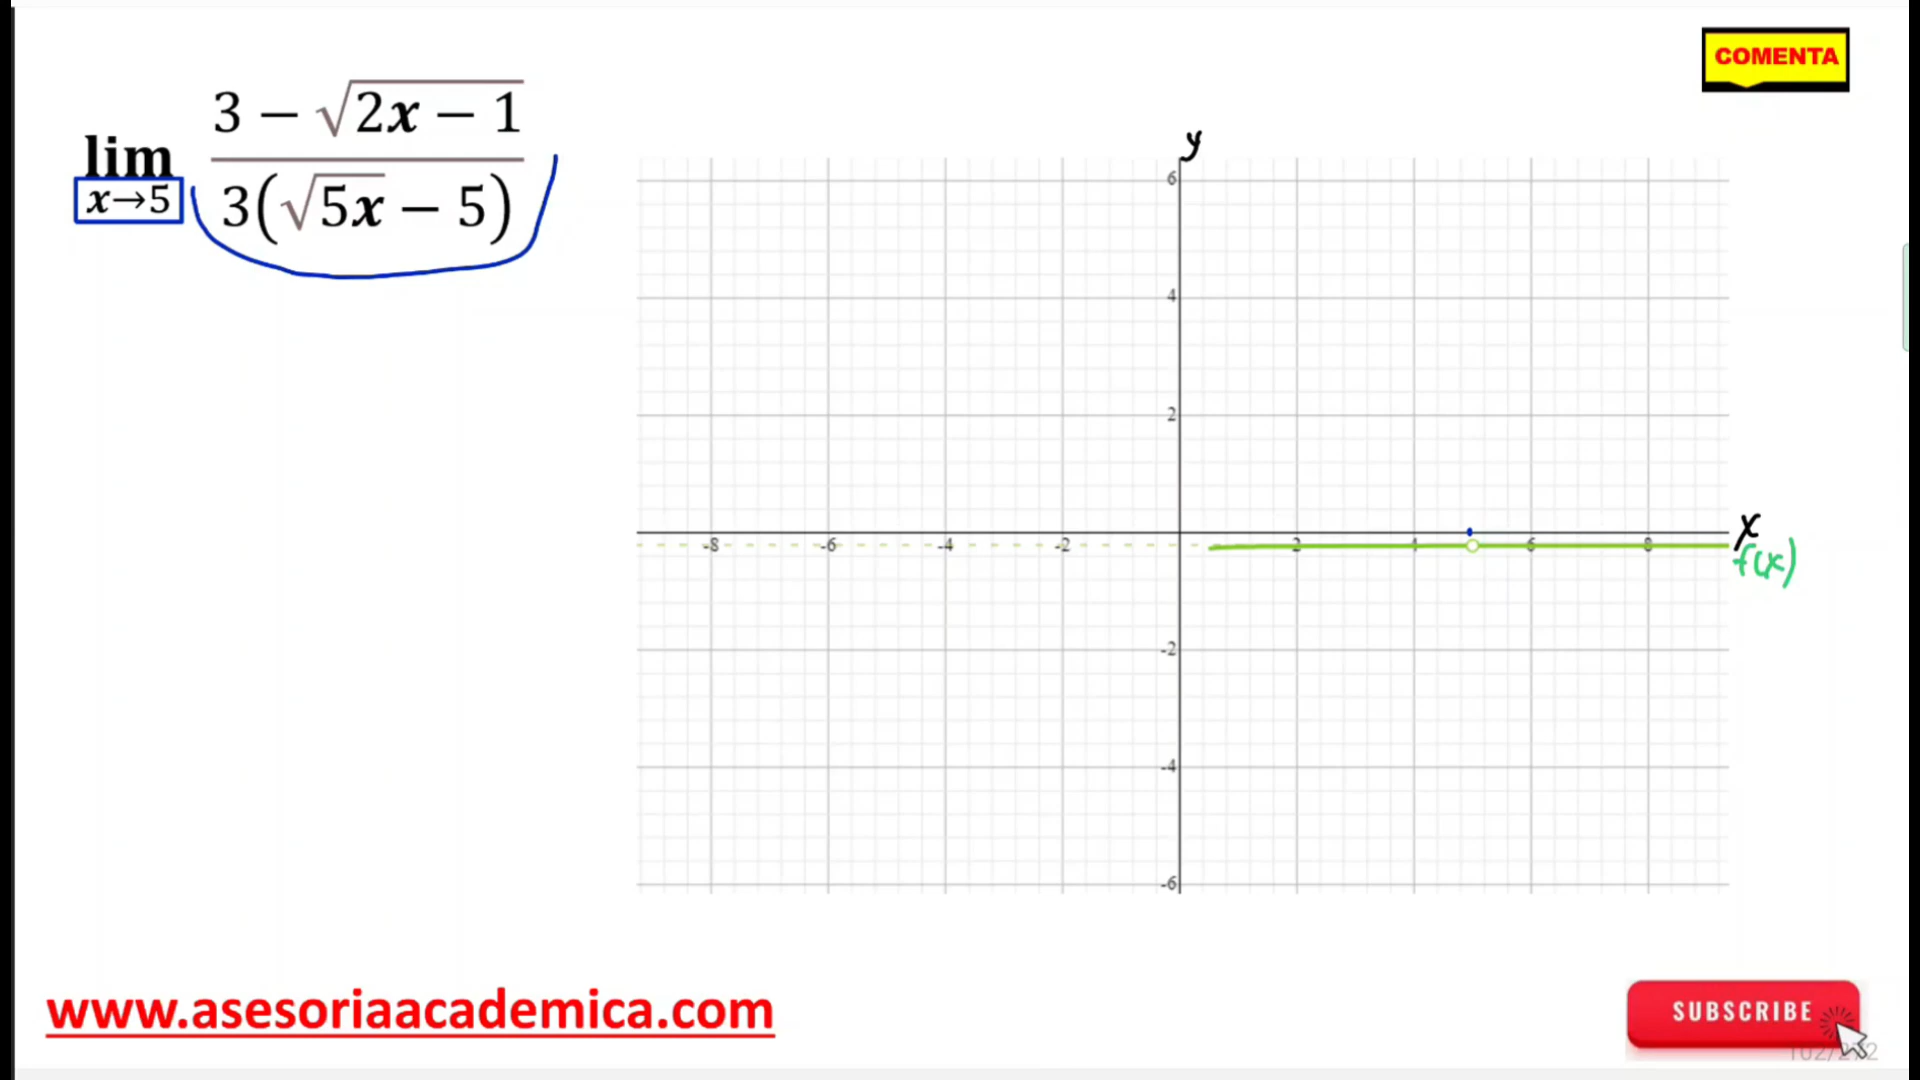 COMENTA
lim x→5 (3 − √(2x − 1)) / (3(√(5x) − 5))
y
6
4
2
-8 -6 -4 -2 2 4 6 8
x
f(x)
-2
-4
-6
www.asesoriaacademica.com
SUBSCRIBE